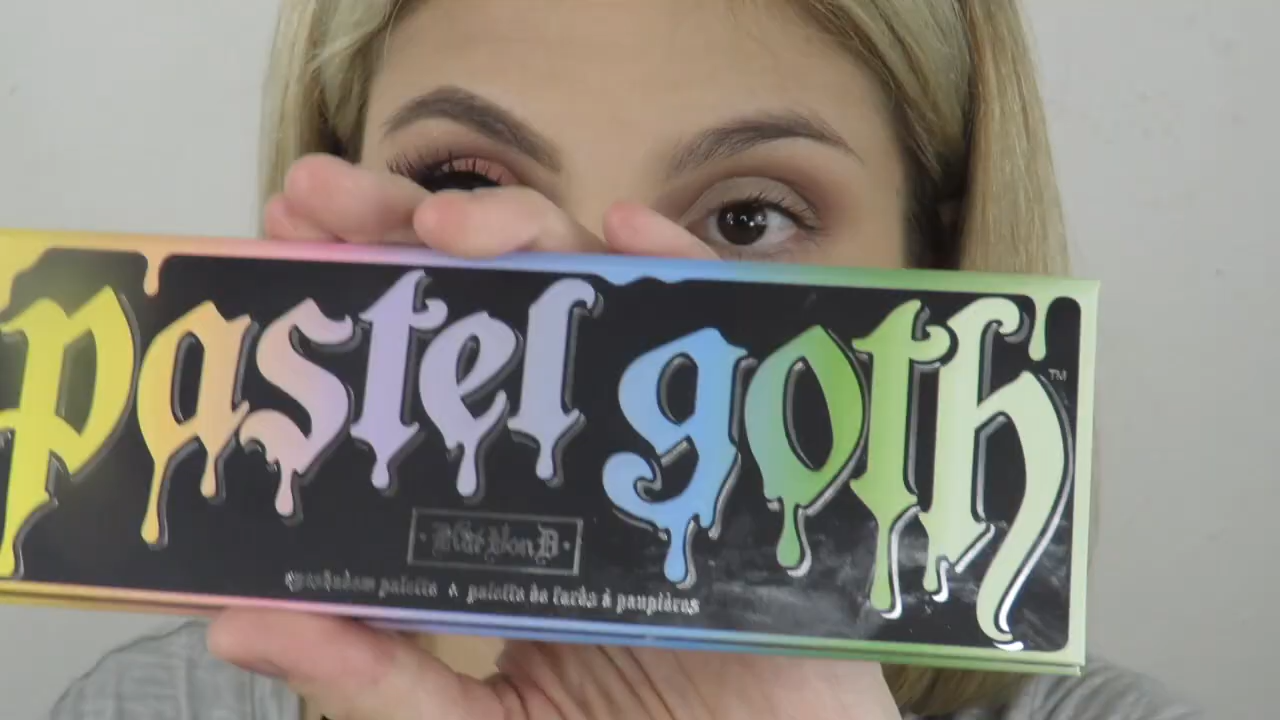 pastel goth™
·Kat Von D·
eyeshadow palette & palette de fards à paupières